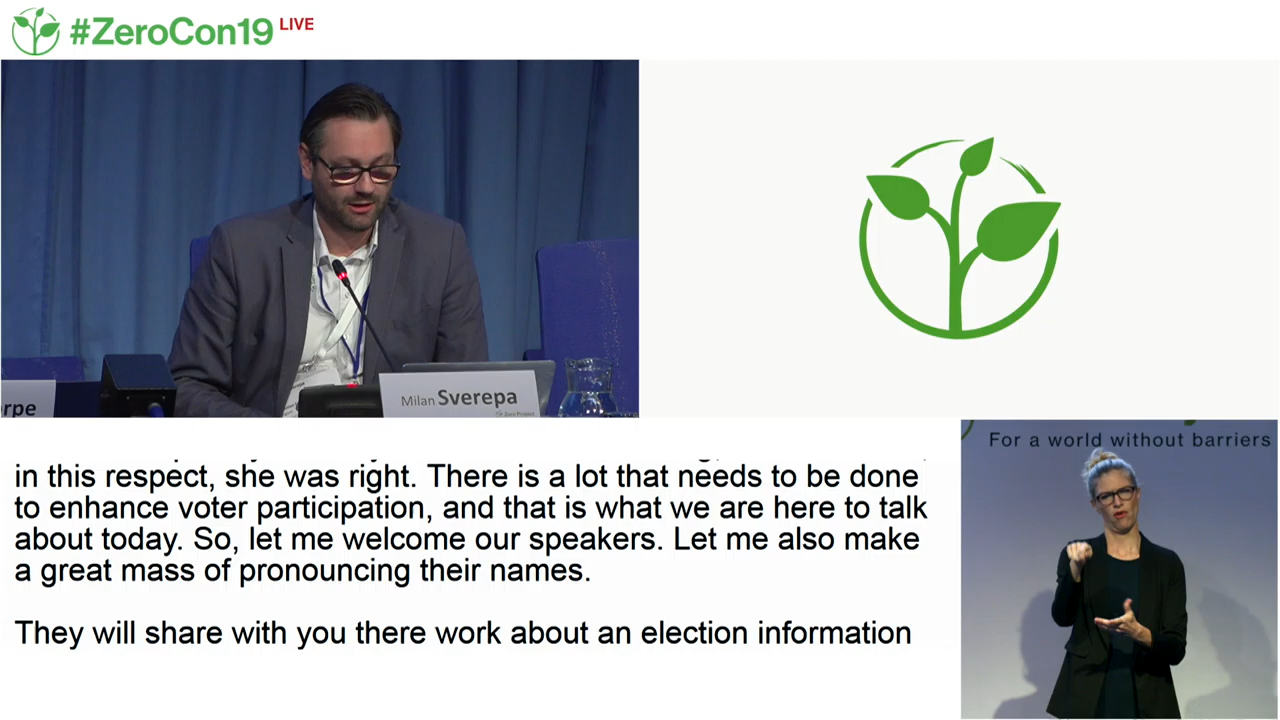 #ZeroCon19 LIVE
Milan Sverepa
Zero Project
rpe
in this respect, she was right. There is a lot that needs to be done
to enhance voter participation, and that is what we are here to talk
about today. So, let me welcome our speakers. Let me also make
a great mass of pronouncing their names.
They will share with you there work about an election information
For a world without barriers